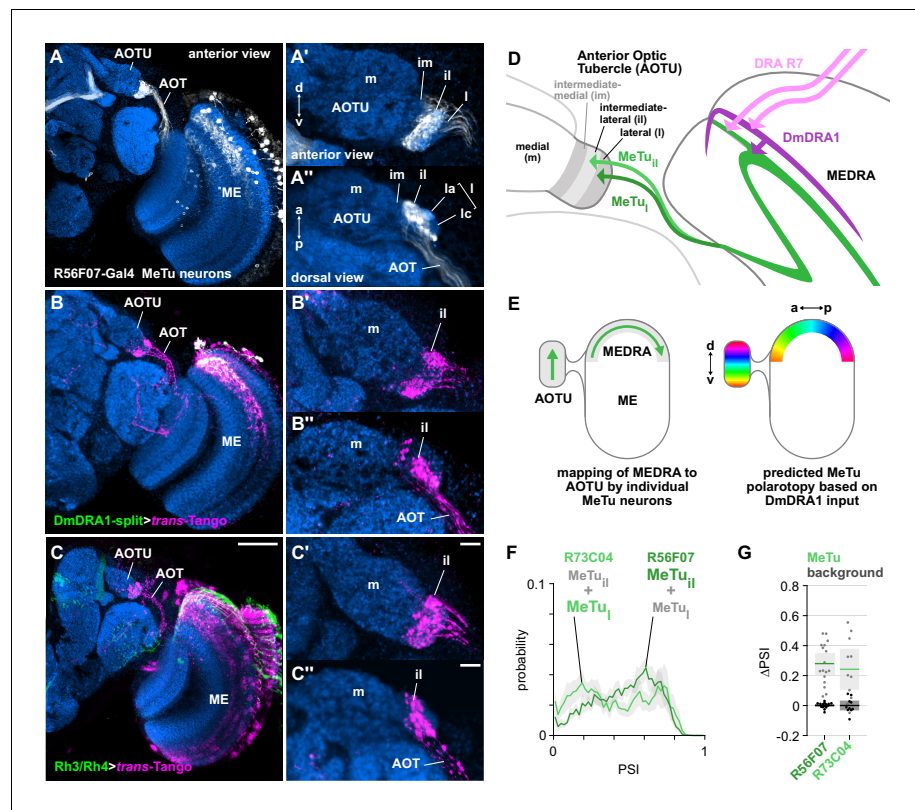 A
AOTU
anterior view
AOT
ME
R56F07-Gal4 MeTu neurons
A'
m
im
il
l
d
v
AOTU
anterior view
A''
im
il
la
l
lc
AOTU
a
p
AOT
dorsal view
B
AOTU
AOT
ME
DmDRA1-split>trans-Tango
B'
m
il
B''
m
il
AOT
C
AOTU
AOT
ME
Rh3/Rh4>trans-Tango
C'
m
il
C''
m
il
AOT
D
Anterior Optic
Tubercle (AOTU)
intermediate-
medial (im)
intermediate-
lateral (il)
lateral (l)
medial
(m)
MeTuil
MeTul
DRA R7
DmDRA1
MEDRA
E
MEDRA
AOTU
ME
mapping of MEDRA to
AOTU by individual
MeTu neurons
a
p
d
v
predicted MeTu
polarotopy based on
DmDRA1 input
F
R73C04
MeTuil
+
MeTul
R56F07
MeTuil
+
MeTul
0.1
probability
0
0
1
PSI
G
MeTu
background
0.8
0.6
0.4
0.2
0
-0.2
ΔPSI
R56F07
R73C04